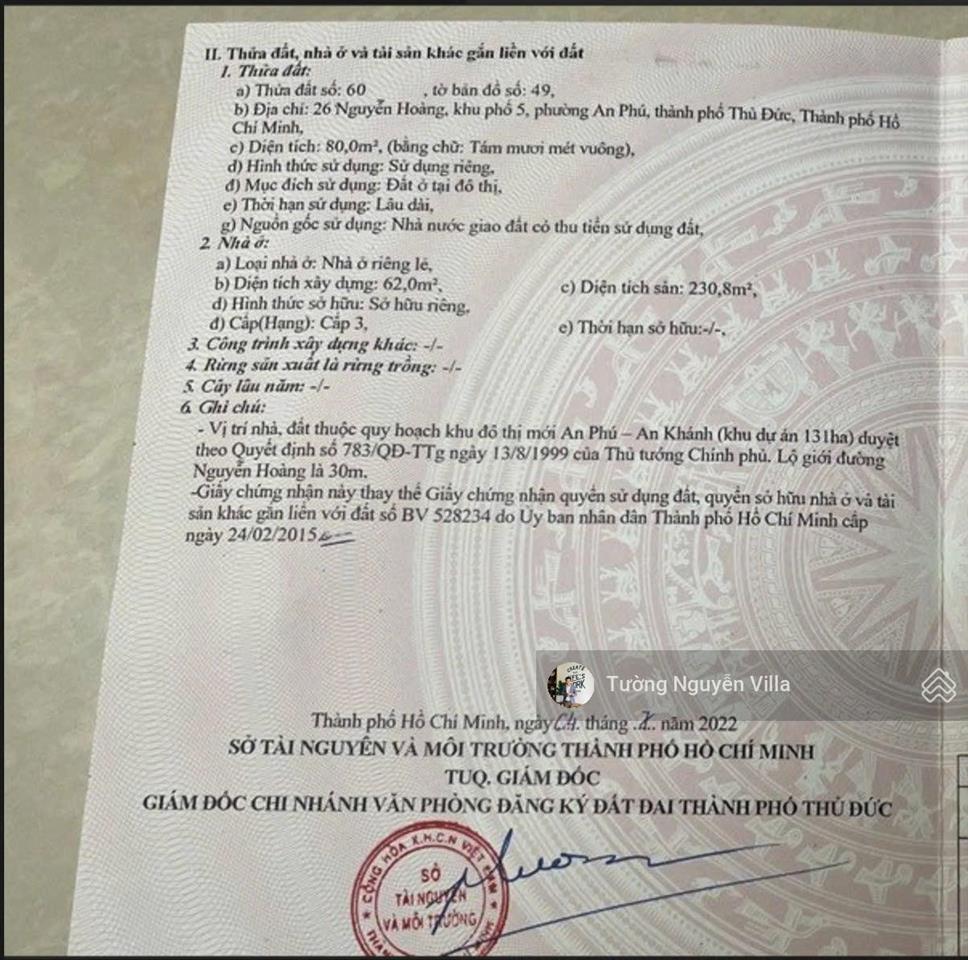 II. Thửa đất, nhà ở và tài sản khác gắn liền với đất
1. Thửa đất:
a) Thửa đất số: 60 , tờ bản đồ số: 49,
b) Địa chỉ: 26 Nguyễn Hoàng, khu phố 5, phường An Phú, thành phố Thủ Đức, Thành phố Hồ
Chí Minh,
c) Diện tích: 80,0m², (bằng chữ: Tám mươi mét vuông),
d) Hình thức sử dụng: Sử dụng riêng,
đ) Mục đích sử dụng: Đất ở tại đô thị,
e) Thời hạn sử dụng: Lâu dài,
g) Nguồn gốc sử dụng: Nhà nước giao đất có thu tiền sử dụng đất,
2. Nhà ở:
a) Loại nhà ở: Nhà ở riêng lẻ,
b) Diện tích xây dựng: 62,0m², c) Diện tích sàn: 230,8m²,
d) Hình thức sở hữu: Sở hữu riêng,
đ) Cấp(Hạng): Cấp 3, e) Thời hạn sở hữu:-/-,
3. Công trình xây dựng khác: -/-
4. Rừng sản xuất là rừng trồng: -/-
5. Cây lâu năm: -/-
6. Ghi chú:
- Vị trí nhà, đất thuộc quy hoạch khu đô thị mới An Phú – An Khánh (khu dự án 131ha) duyệt
theo Quyết định số 783/QĐ-TTg ngày 13/8/1999 của Thủ tướng Chính phủ. Lộ giới đường
Nguyễn Hoàng là 30m.
-Giấy chứng nhận này thay thế Giấy chứng nhận quyền sử dụng đất, quyền sở hữu nhà ở và tài
sản khác gắn liền với đất số BV 528234 do Ủy ban nhân dân Thành phố Hồ Chí Minh cấp
ngày 24/02/2015
Tường Nguyễn Villa
Thành phố Hồ Chí Minh, ngày tháng năm 2022
SỞ TÀI NGUYÊN VÀ MÔI TRƯỜNG THÀNH PHỐ HỒ CHÍ MINH
TUQ. GIÁM ĐỐC
GIÁM ĐỐC CHI NHÁNH VĂN PHÒNG ĐĂNG KÝ ĐẤT ĐAI THÀNH PHỐ THỦ ĐỨC
CỘNG HÒA X.H.C.N VIỆT NAM
SỞ
TÀI NGUYÊN
VÀ MÔI TRƯỜNG